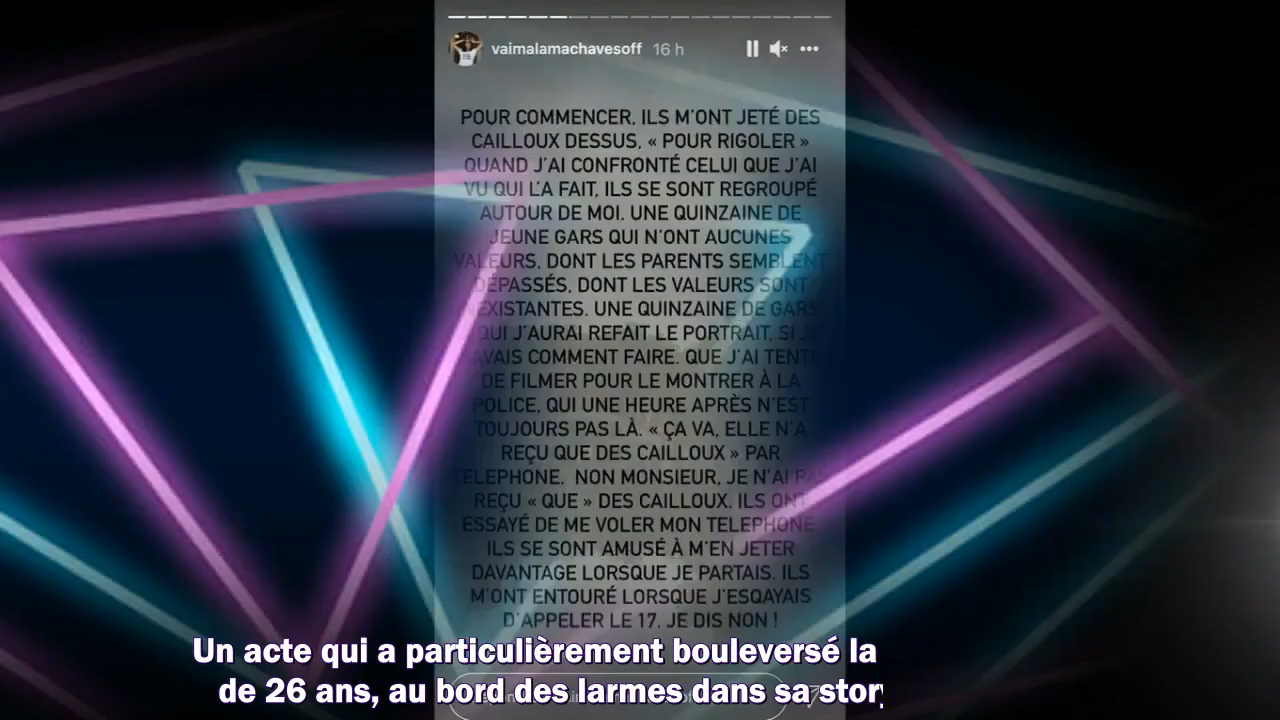 vaimalamachavesoff 16 h
POUR COMMENCER, ILS M'ONT JETÉ DES
CAILLOUX DESSUS, « POUR RIGOLER »
QUAND J'AI CONFRONTÉ CELUI QUE J'AI
VU QUI L'A FAIT, ILS SE SONT REGROUPÉ
AUTOUR DE MOI. UNE QUINZAINE DE
JEUNE GARS QUI N'ONT AUCUNES
VALEURS, DONT LES PARENTS SEMBLENT
DÉPASSÉS, DONT LES VALEURS SONT
INEXISTANTES. UNE QUINZAINE DE GARS
QUI J'AURAI REFAIT LE PORTRAIT, SI JE
SAVAIS COMMENT FAIRE. QUE J'AI TENTÉ
DE FILMER POUR LE MONTRER À LA
POLICE, QUI UNE HEURE APRÈS N'EST
TOUJOURS PAS LÀ. « ÇA VA, ELLE N'A
REÇU QUE DES CAILLOUX » PAR
TELEPHONE. NON MONSIEUR, JE N'AI PAS
REÇU « QUE » DES CAILLOUX. ILS ONT
ESSAYÉ DE ME VOLER MON TELEPHONE.
ILS SE SONT AMUSÉ À M'EN JETER
DAVANTAGE LORSQUE JE PARTAIS. ILS
M'ONT ENTOURÉ LORSQUE J'ESQAYAIS
D'APPELER LE 17. JE DIS NON !
Un acte qui a particulièrement bouleversé la
de 26 ans, au bord des larmes dans sa story